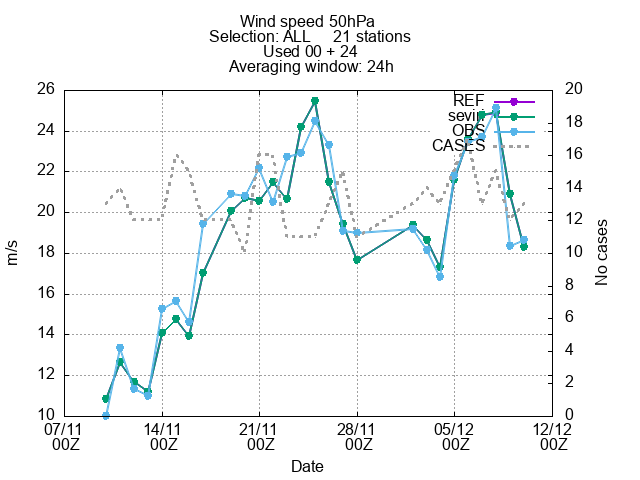 Wind speed 50hPa
Selection: ALL 21 stations
Used 00 + 24
Averaging window: 24h
26
24
22
20
18
16
14
12
10
20
18
16
14
12
10
8
6
4
2
0
REF
sevin
OBS
CASES
m/s
No cases
07/11 14/11 21/11 28/11 05/12 12/12
00Z 00Z 00Z 00Z 00Z 00Z
Date